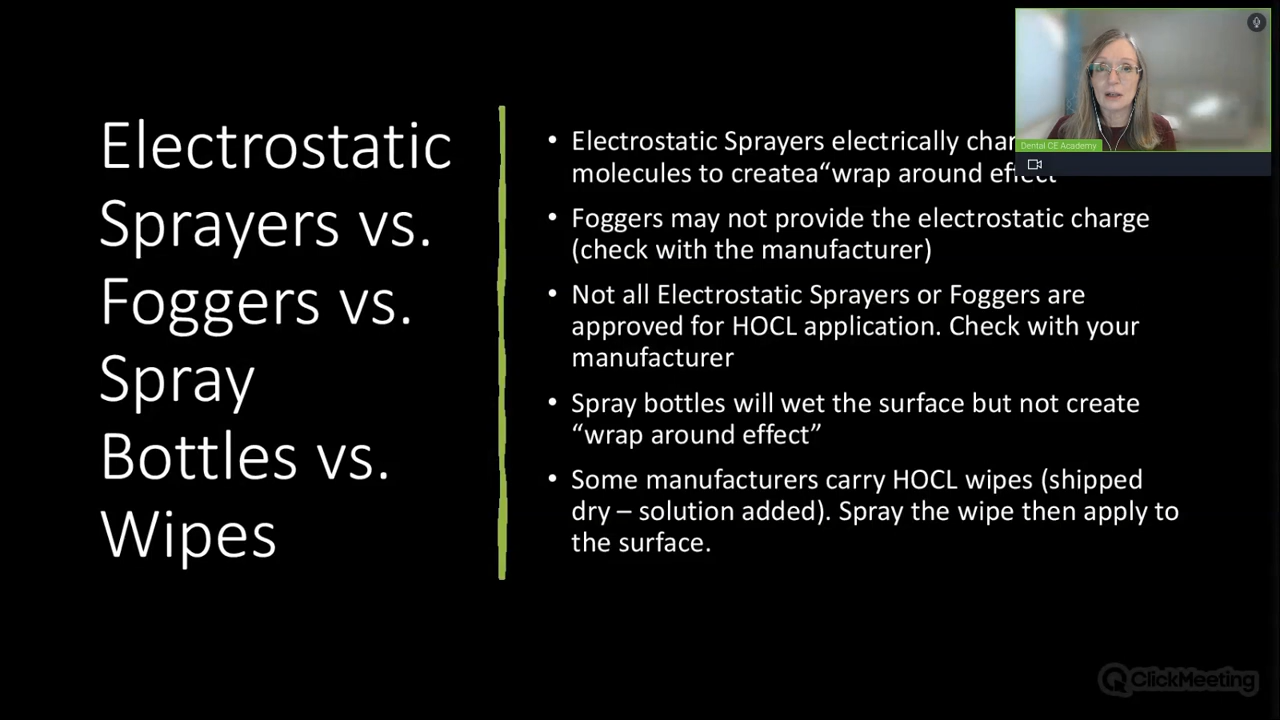 Electrostatic
Sprayers vs.
Foggers vs.
Spray
Bottles vs.
Wipes
• Electrostatic Sprayers electrically
molecules to createa“wrap around effect
• Foggers may not provide the electrostatic charge
(check with the manufacturer)
• Not all Electrostatic Sprayers or Foggers are
approved for HOCL application. Check with your
manufacturer
• Spray bottles will wet the surface but not create
“wrap around effect”
• Some manufacturers carry HOCL wipes (shipped
dry – solution added). Spray the wipe then apply to
the surface.
Dental CE Academy
ClickMeeting